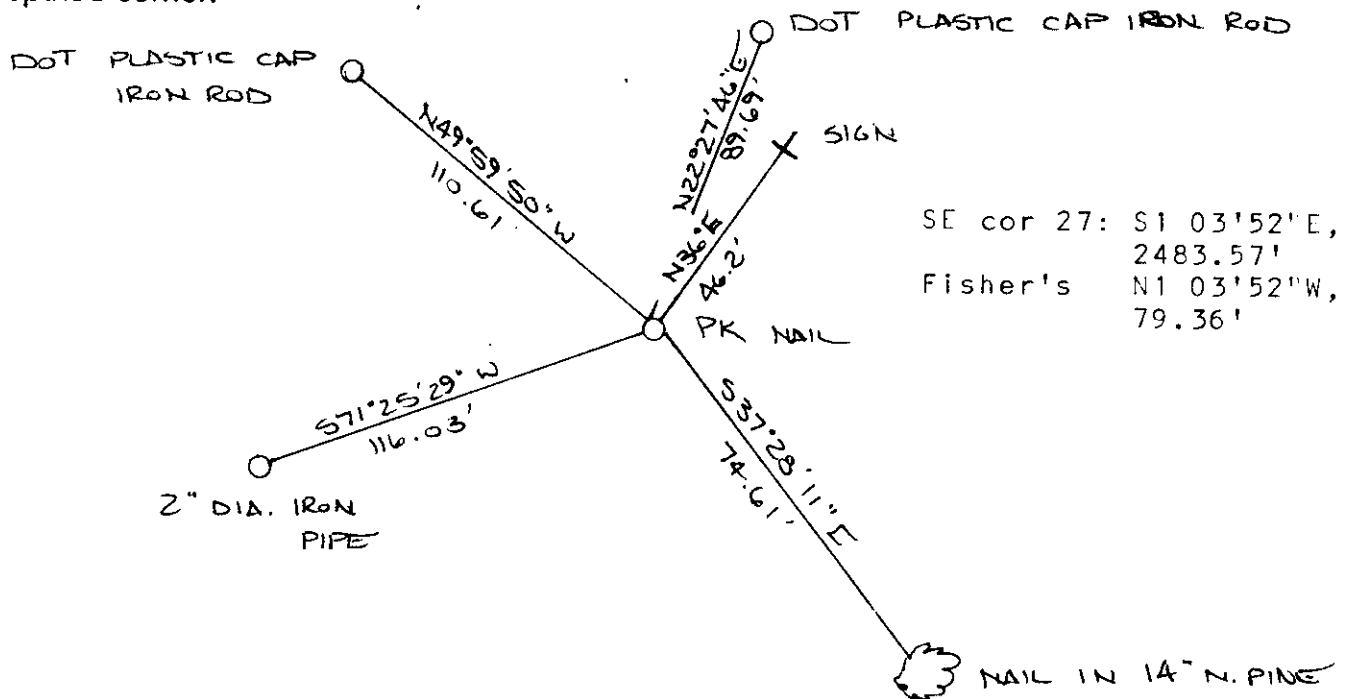 DOT PLASTIC CAP IRON ROD
DOT PLASTIC CAP
IRON ROD
N22°27'46"E
89.69'
SIGN
N49°59'50"W
110.61'
N36°E
46.2'
SE cor 27: S1 03'52"E,
2483.57'
Fisher's N1 03'52"W,
79.36'
PK NAIL
S71°25'29"W
116.03'
S37°28'11"E
74.61'
2" DIA. IRON
PIPE
NAIL IN 14" N. PINE